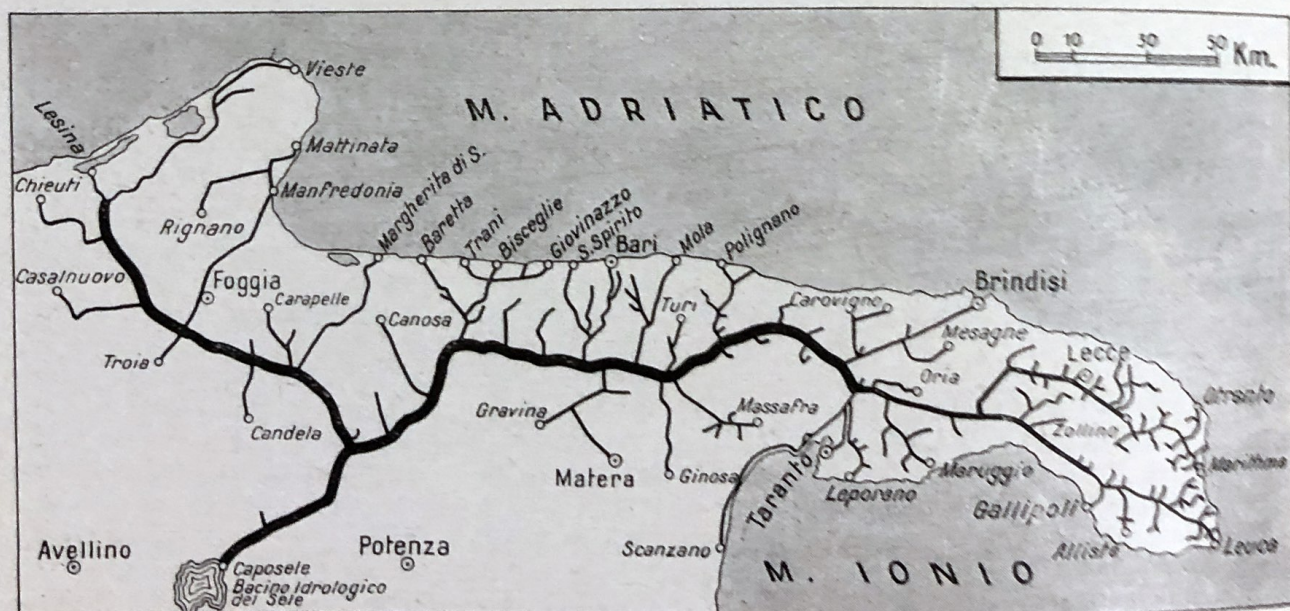 0 10 30 50 Km.
Vieste
M. ADRIATICO
Lesina
Mattinata
Chieuti
Manfredonia
Rignano
Margherita di S.
Baretta
Trani
Bisceglie
Giovinazzo
S. Spirito
Bari
Mola
Polignano
Casalnuovo
Foggia
Carapelle
Canosa
Turi
Carovigno
Brindisi
Mesagne
Troia
Lecce
Oria
Otranto
Candela
Gravina
Massafra
Zollino
Matera
Ginosa
Taranto
Leporano
Maruggio
Marittima
Gallipoli
Alliste
Leuca
Avellino
Potenza
Scanzano
Caposele
Bacino Idrologico
del Sele
M. IONIO